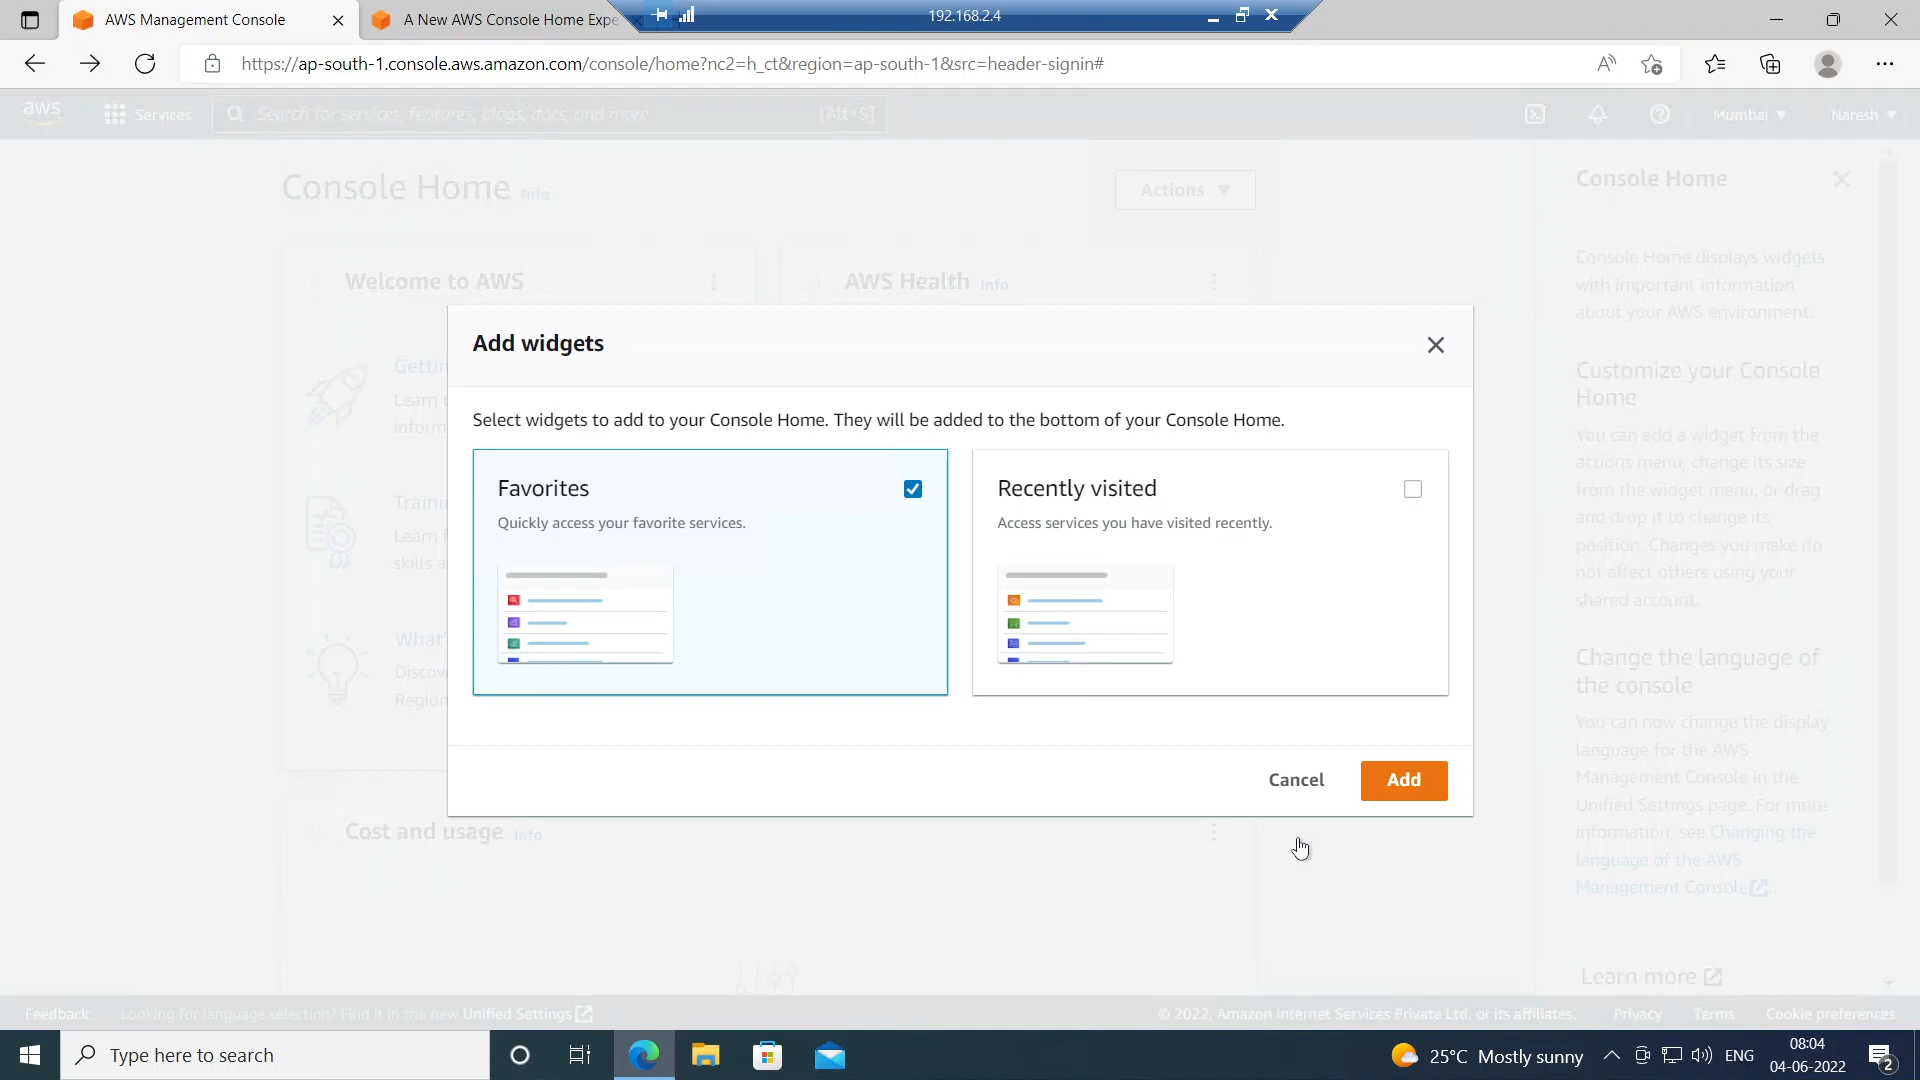 AWS Management Console
A New AWS Console Home Expe
192.168.2.4
https://ap-south-1.console.aws.amazon.com/console/home?nc2=h_ct&region=ap-south-1&src=header-signin#
aws
Services
Search for services, features, blogs, docs, and more
[Alt+S]
Mumbai
Naresh
Console Home Info
Actions
Welcome to AWS
AWS Health Info
Add widgets
Select widgets to add to your Console Home. They will be added to the bottom of your Console Home.
Favorites
Quickly access your favorite services.
Recently visited
Access services you have visited recently.
Cancel
Add
Learn
inform
Learn
skills a
What'
Discov
Region
Cost and usage Info
Console Home
Console Home displays widgets
with important information
about your AWS environment.
Customize your Console
Home
You can add a widget from the
actions menu, change its size
from the widget menu, or drag
and drop it to change its
position. Changes you make do
not affect others using your
shared account.
Change the language of
the console
You can now change the display
language for the AWS
Management Console in the
Unified Settings page. For more
information, see Changing the
language of the AWS
Management Console
Learn more
Feedback
Looking for language selection? Find it in the new Unified Settings
© 2022, Amazon Internet Services Private Ltd. or its affiliates.
Privacy
Terms
Cookie preferences
Type here to search
25°C Mostly sunny
ENG
08:04
04-06-2022
2